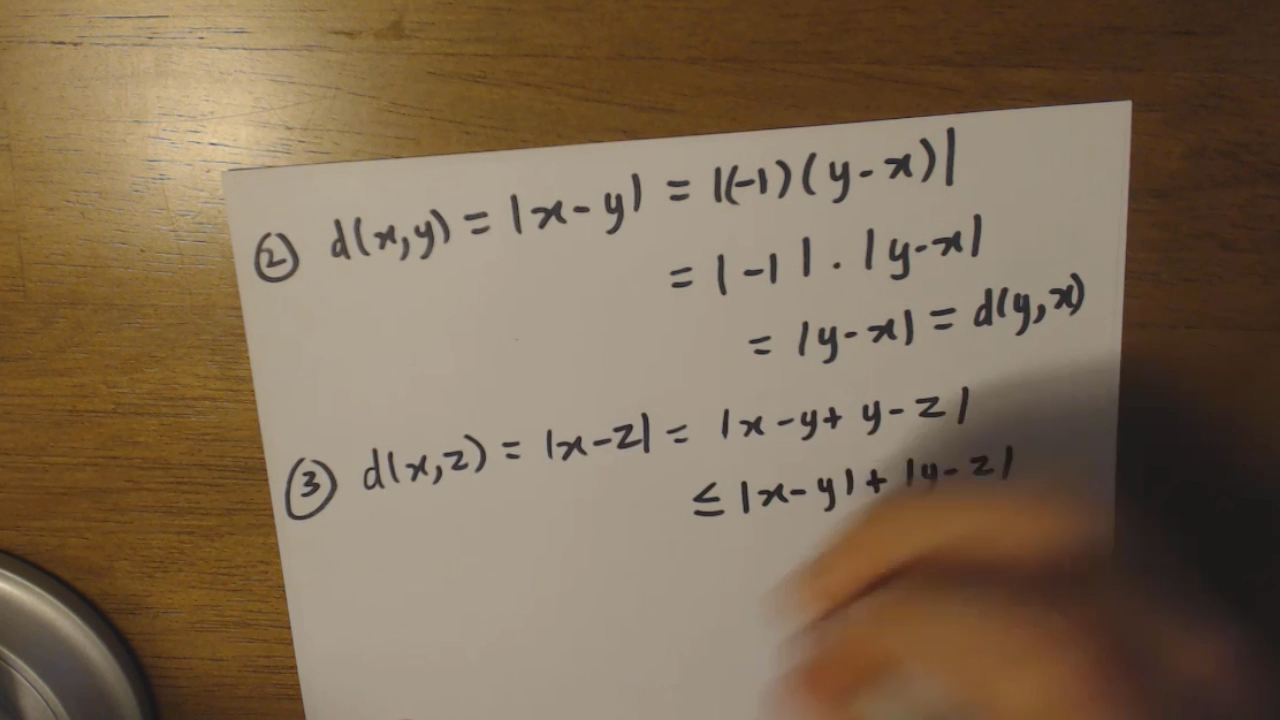 ② d(x,y) = |x-y| = |(-1)(y-x)|
= |-1| · |y-x|
= |y-x| = d(y,x)
③ d(x,z) = |x-z| = |x-y+y-z|
≤ |x-y| + |y-z|